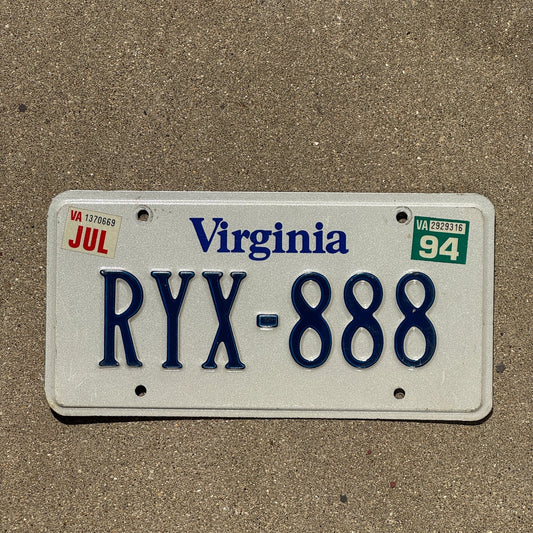 VA 1370669
JUL
Virginia
VA 2929316
94
RYX-888